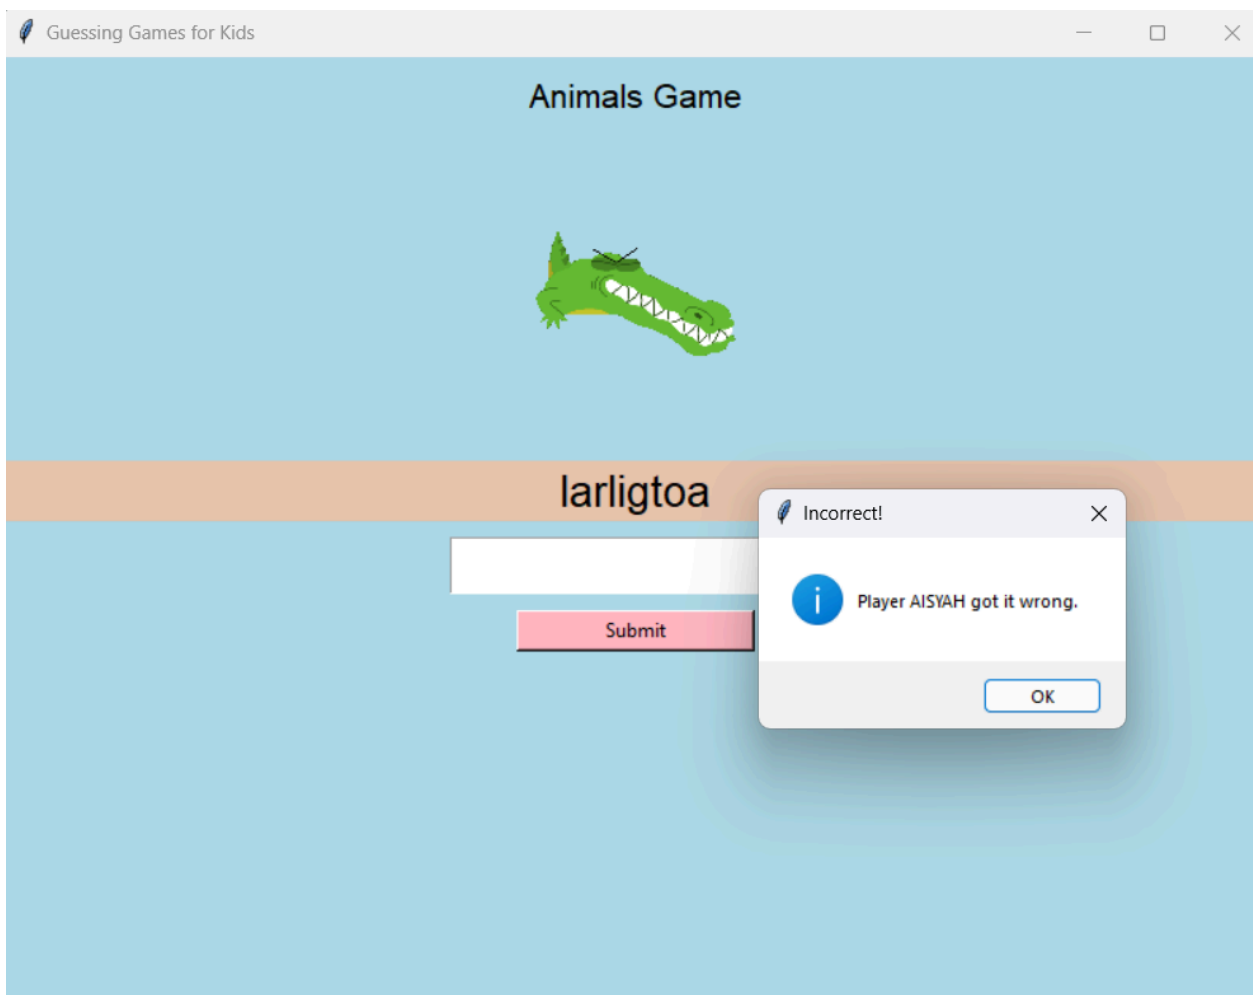 Guessing Games for Kids
Animals Game
larligtoa
Incorrect!
Player AISYAH got it wrong.
Submit
OK